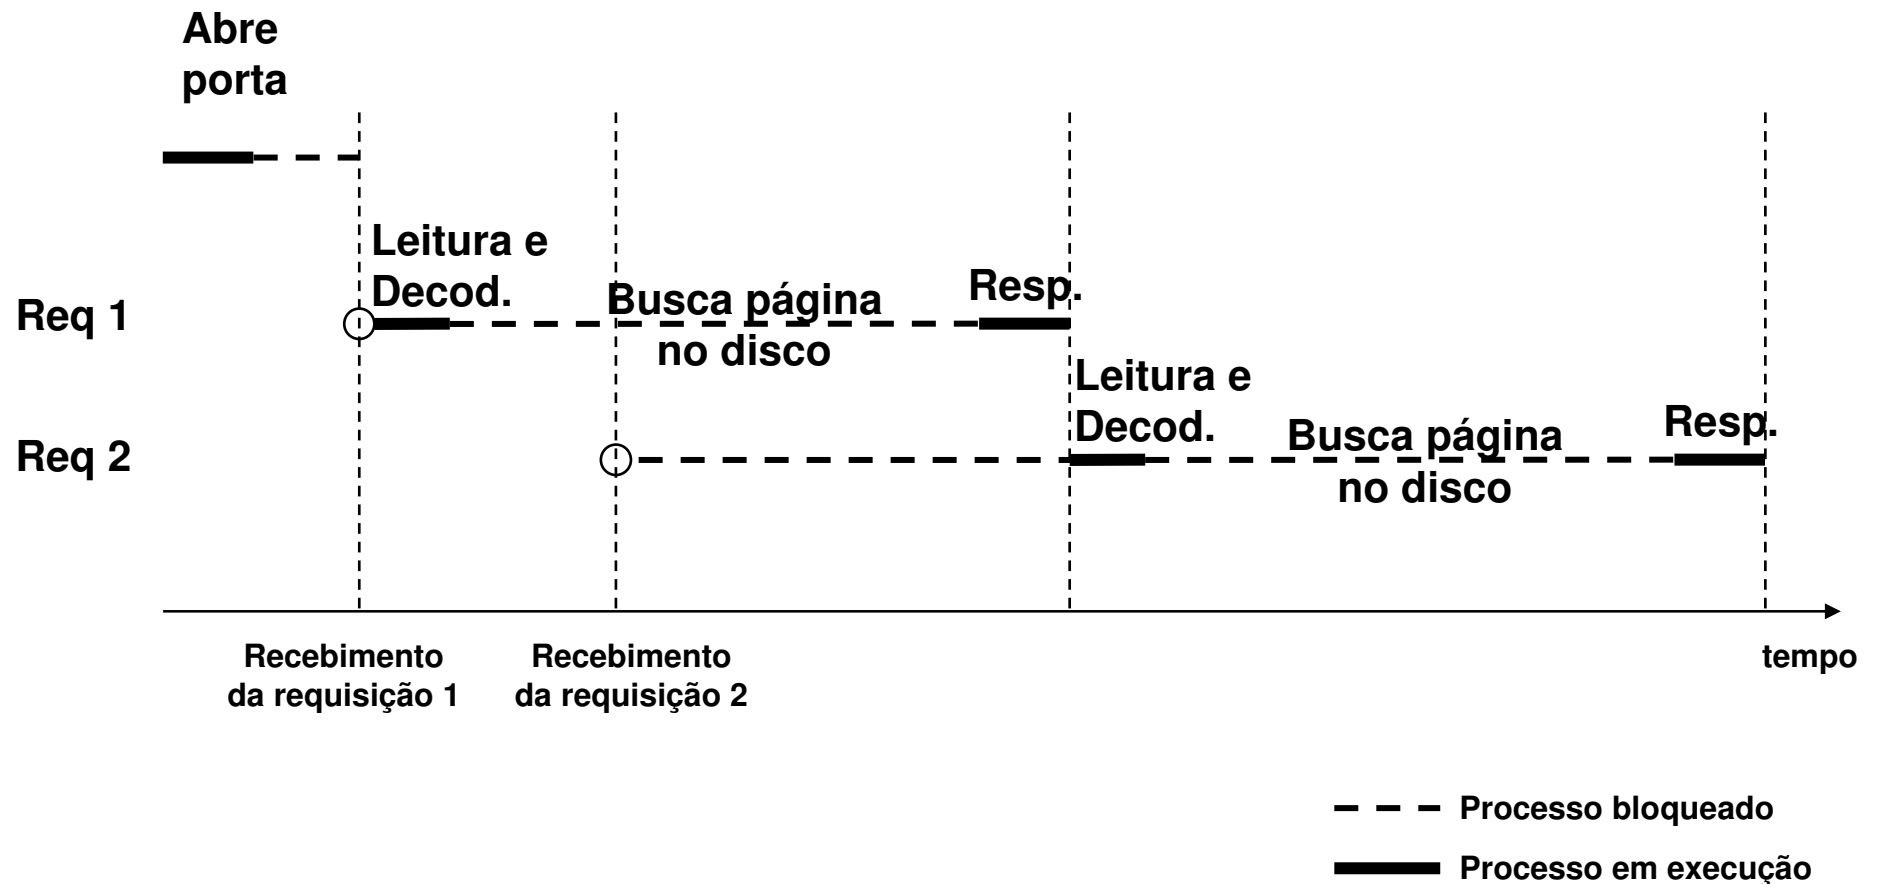 Abre
porta
Leitura e
Decod.
Req 1
Busca página
no disco
Resp.
Leitura e
Decod.
Req 2
Busca página
no disco
Resp.
Recebimento
da requisição 1
Recebimento
da requisição 2
tempo
Processo bloqueado
Processo em execução